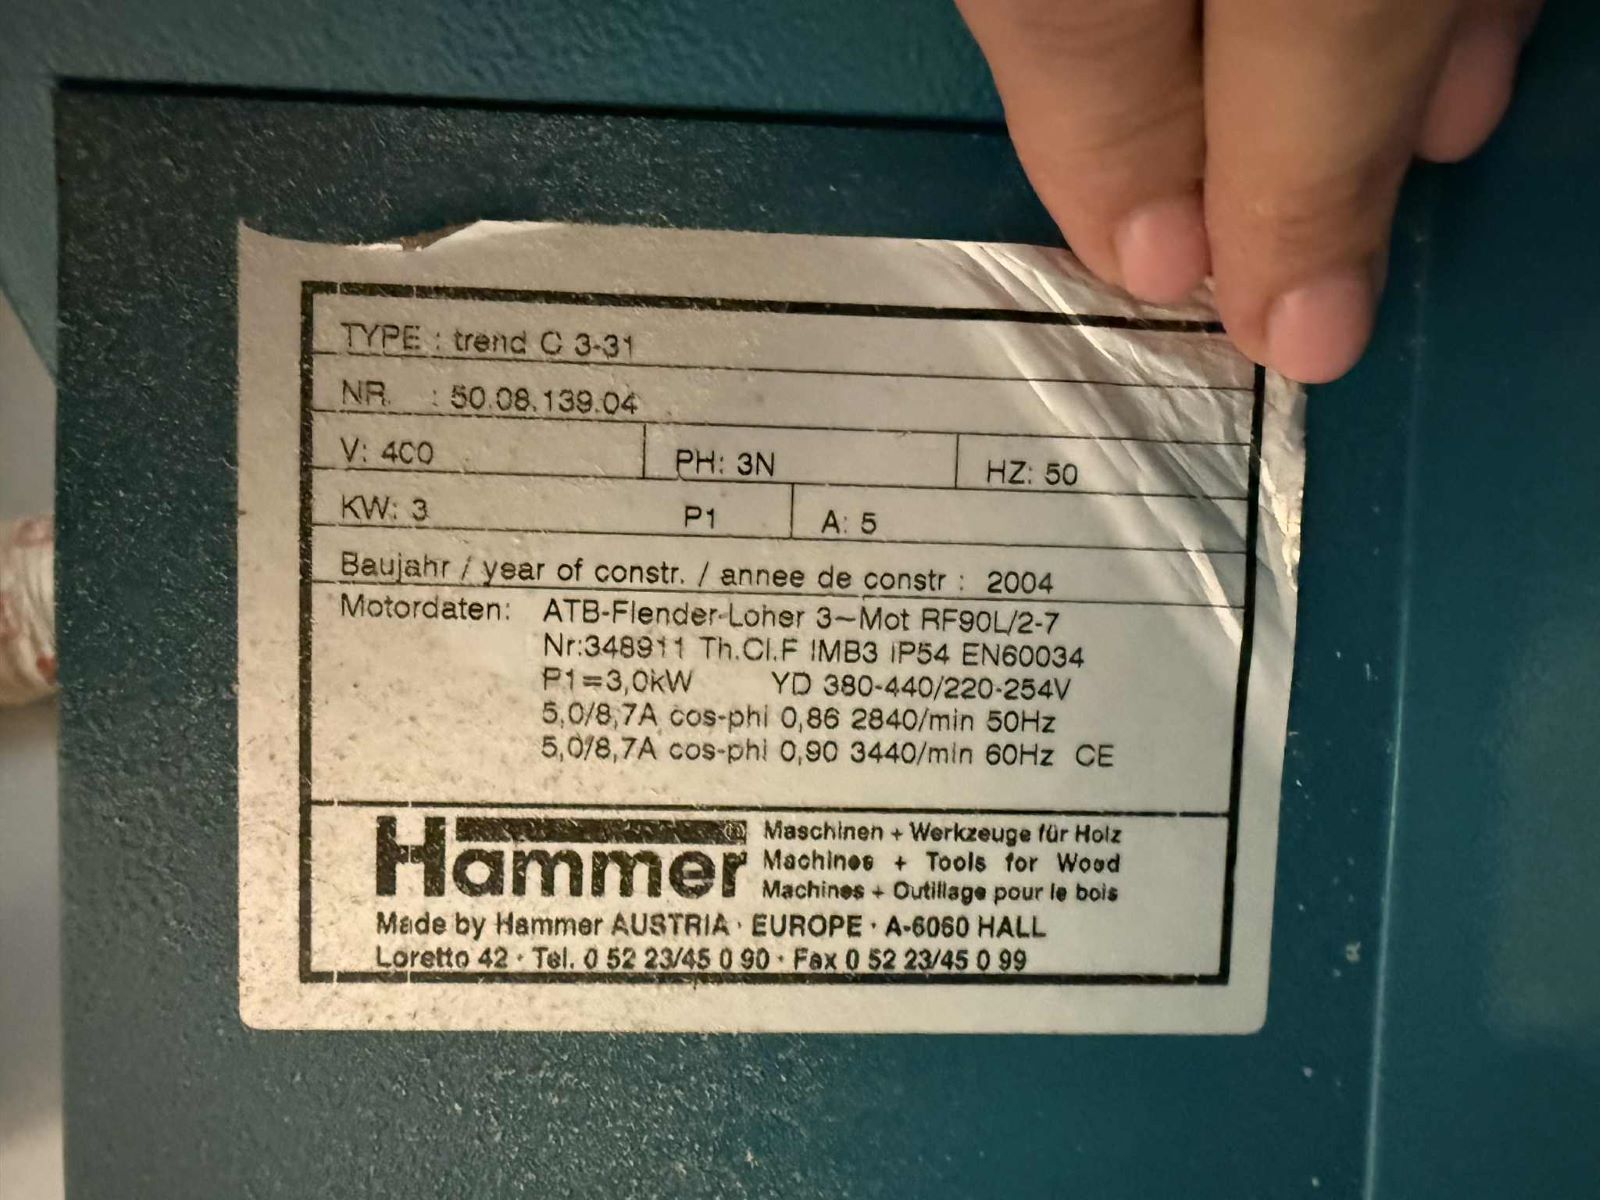 TYPE : trend C 3-31
NR. : 50.08.139.04
V: 400 PH: 3N HZ: 50
KW: 3 P1 A: 5
Baujahr / year of constr. / annee de constr : 2004
Motordaten: ATB-Flender-Loher 3~Mot RF90L/2-7
Nr:348911 Th.Cl.F IMB3 IP54 EN60034
P1=3,0kW YD 380-440/220-254V
5,0/8,7A cos-phi 0,86 2840/min 50Hz
5,0/8,7A cos-phi 0,90 3440/min 60Hz CE
Hammer®
Maschinen + Werkzeuge für Holz
Machines + Tools for Wood
Machines + Outillage pour le bois
Made by Hammer AUSTRIA · EUROPE · A-6060 HALL
Loretto 42 · Tel. 0 52 23/45 0 90 · Fax 0 52 23/45 0 99